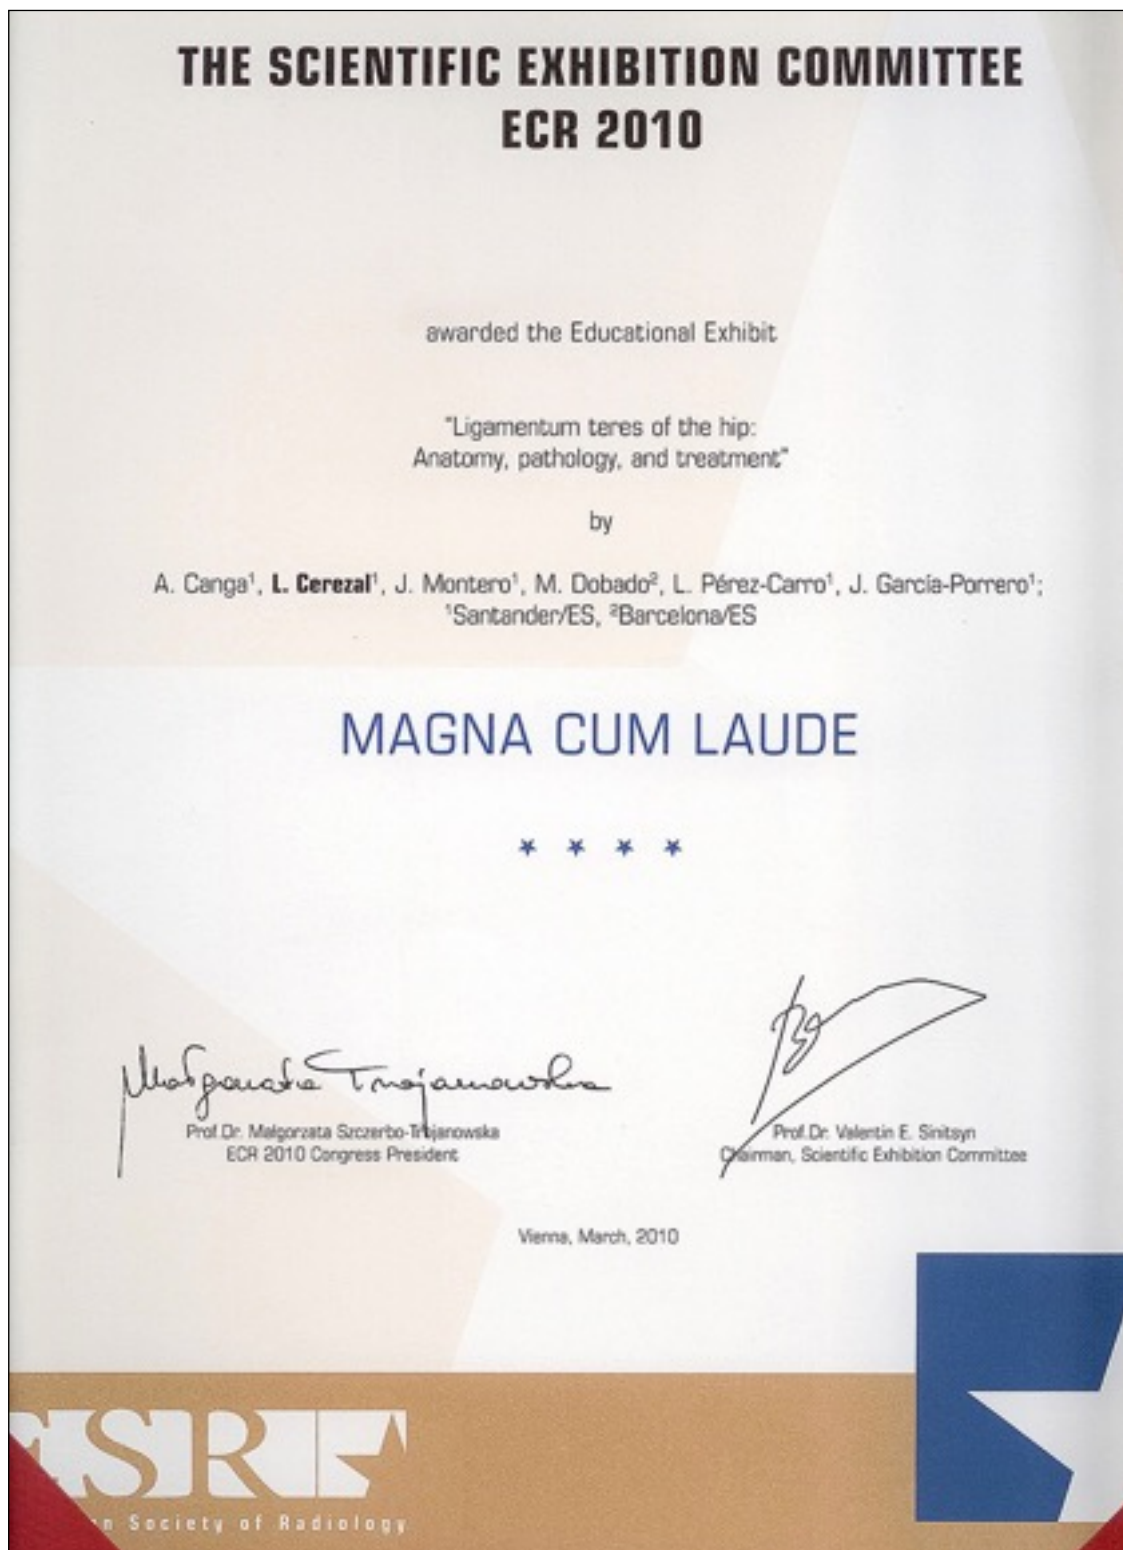 THE SCIENTIFIC EXHIBITION COMMITTEE
ECR 2010
awarded the Educational Exhibit
"Ligamentum teres of the hip:
Anatomy, pathology, and treatment"
by
A. Canga¹, L. Cerezal¹, J. Montero¹, M. Dobado², L. Pérez-Carro¹, J. García-Porrero¹;
¹Santander/ES, ²Barcelona/ES
MAGNA CUM LAUDE
Małgorzata Trojanowska
Prof.Dr. Malgorzata Szczerbo-Trojanowska
ECR 2010 Congress President
Prof.Dr. Valentin E. Sinitsyn
Chairman, Scientific Exhibition Committee
Vienna, March, 2010
ESR
n Society of Radiology